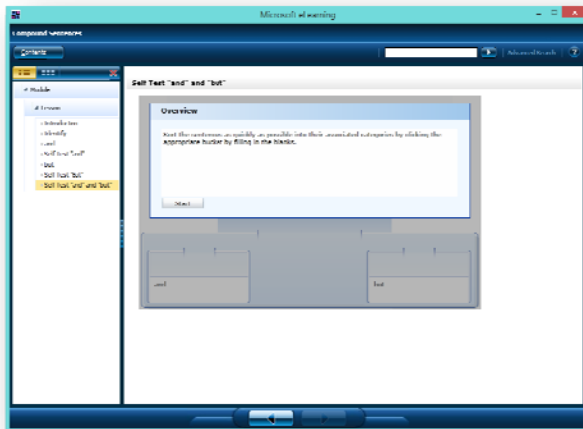 Microsoft eLearning
Compound Sentences
Contents
Advanced Search
Module
Lesson
Introduction
Identify
and
Self Test "and"
but
Self Test "but"
Self Test "and" and "but"
Self Test "and" and "but"
Overview
Sort the sentences as quickly as possible into their associated categories by clicking the
appropriate bucket by filling in the blanks.
Start
and
but